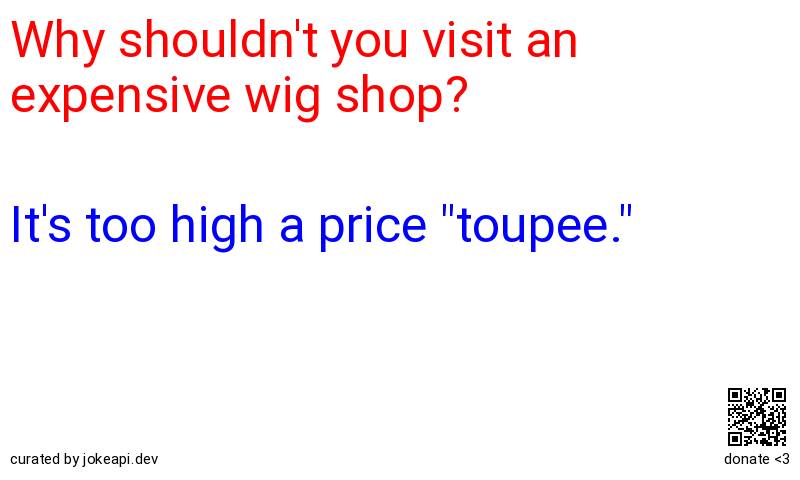 Why shouldn't you visit an
expensive wig shop?
It's too high a price "toupee."
curated by jokeapi.dev
donate <3